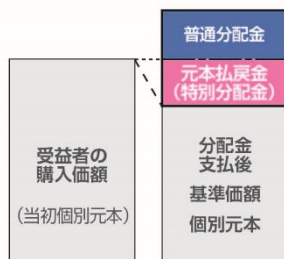 普通分配金
元本払戻金
（特別分配金）
受益者の
購入価額
（当初個別元本）
分配金
支払後
基準価額
個別元本